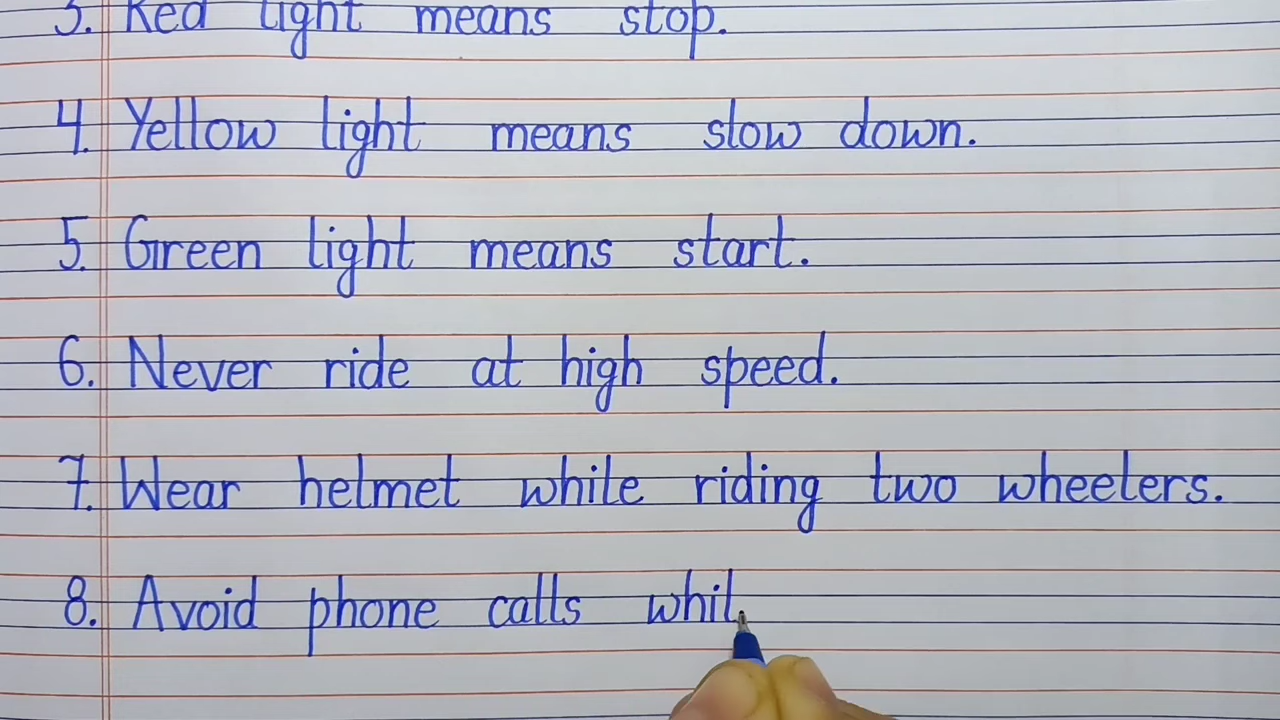 3. Red light means stop.
4. Yellow light means slow down.
5. Green light means start.
6. Never ride at high speed.
7. Wear helmet while riding two wheelers.
8. Avoid phone calls whil